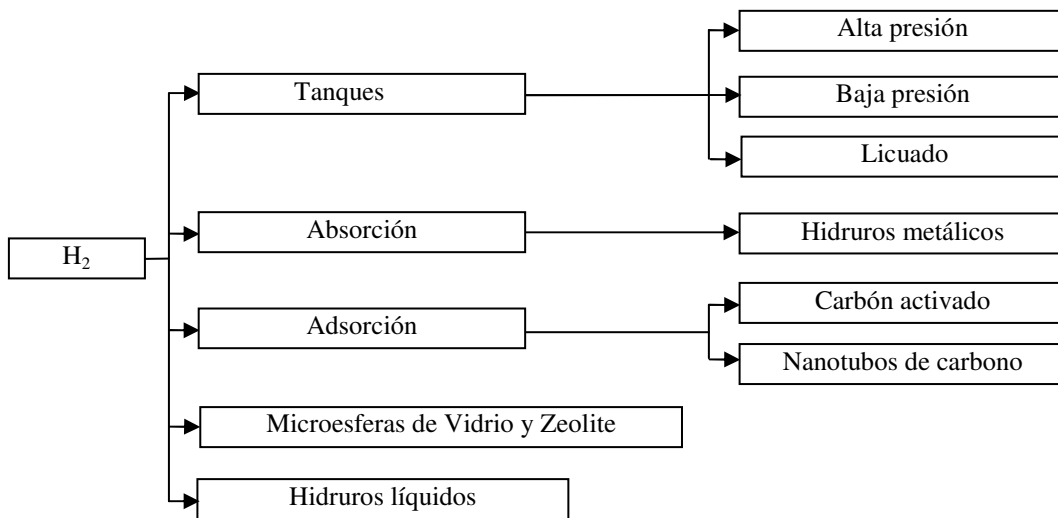 H₂
Tanques
Alta presión
Baja presión
Licuado
Absorción
Hidruros metálicos
Adsorción
Carbón activado
Nanotubos de carbono
Microesferas de Vidrio y Zeolite
Hidruros líquidos